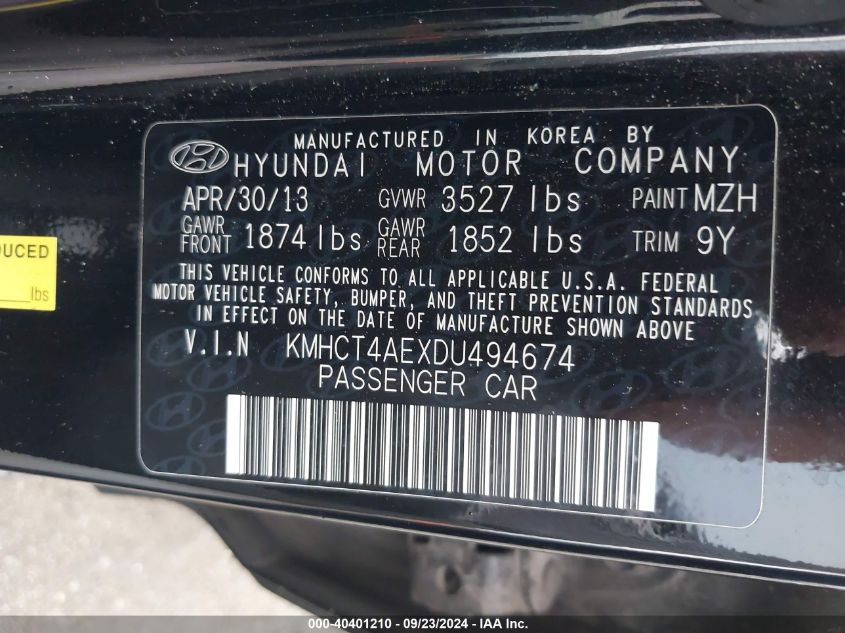 MANUFACTURED IN KOREA BY
HYUNDAI MOTOR COMPANY
APR/30/13 GVWR 3527 lbs PAINT MZH
GAWR FRONT 1874 lbs GAWR REAR 1852 lbs TRIM 9Y
THIS VEHICLE CONFORMS TO ALL APPLICABLE U.S.A. FEDERAL
MOTOR VEHICLE SAFETY, BUMPER, AND THEFT PREVENTION STANDARDS
IN EFFECT ON THE DATE OF MANUFACTURE SHOWN ABOVE
V.I.N KMHCT4AEXDU494674
PASSENGER CAR
lbs
000-40401210 - 09/23/2024 - IAA Inc.